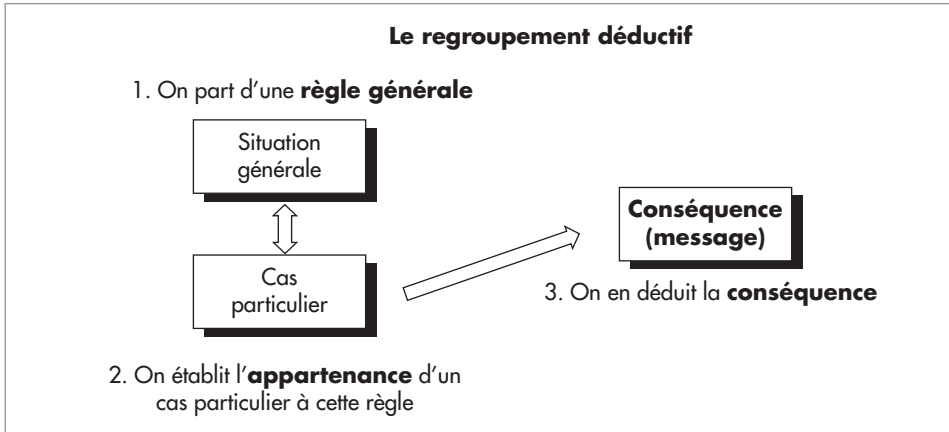 Le regroupement déductif
1. On part d'une règle générale
Situation
générale
Cas
particulier
2. On établit l'appartenance d'un
cas particulier à cette règle
Conséquence
(message)
3. On en déduit la conséquence